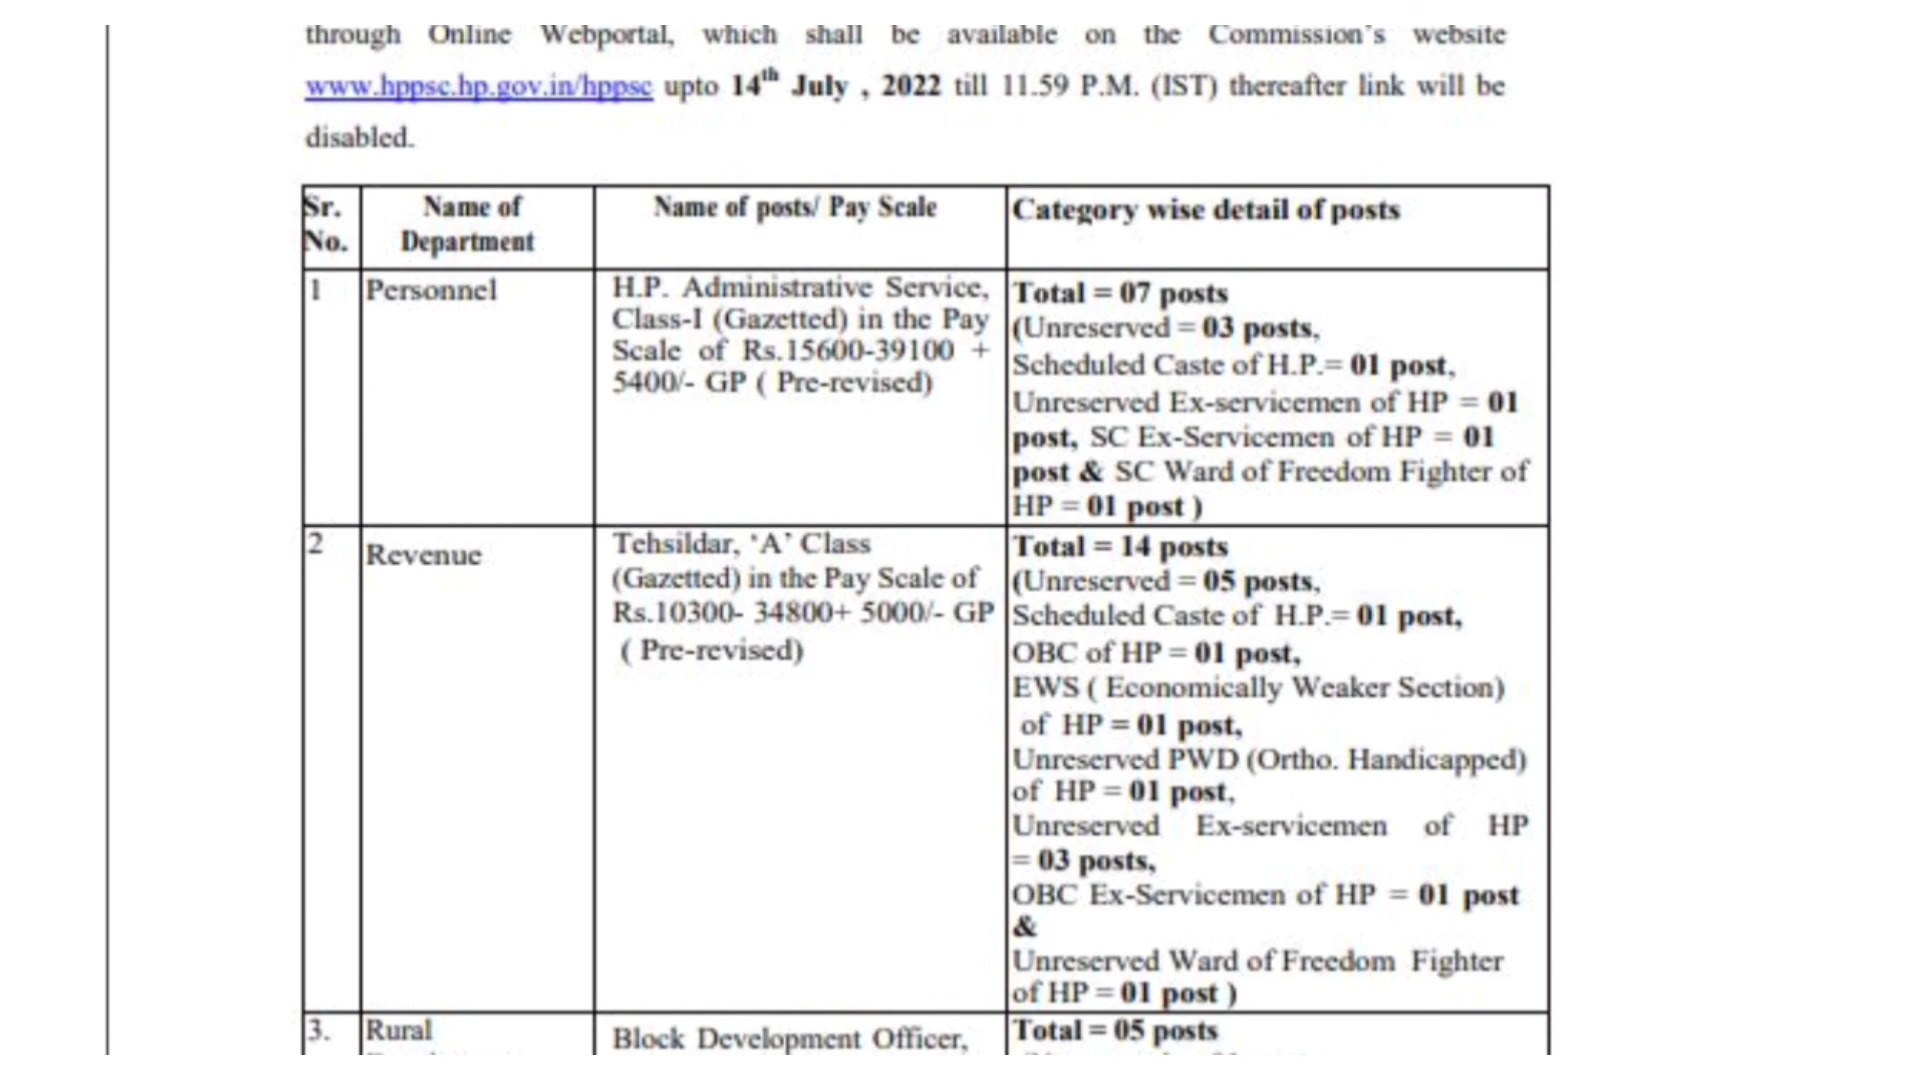 through Online Webportal, which shall be available on the Commission's website
www.hppsc.hp.gov.in/hppsc upto 14th July , 2022 till 11.59 P.M. (IST) thereafter link will be
disabled.
Sr. No.
Name of Department
Name of posts/ Pay Scale
Category wise detail of posts
1
Personnel
H.P. Administrative Service,
Class-I (Gazetted) in the Pay
Scale of Rs.15600-39100 +
5400/- GP ( Pre-revised)
Total = 07 posts
(Unreserved = 03 posts,
Scheduled Caste of H.P.= 01 post,
Unreserved Ex-servicemen of HP = 01
post, SC Ex-Servicemen of HP = 01
post & SC Ward of Freedom Fighter of
HP = 01 post )
2
Revenue
Tehsildar, 'A' Class
(Gazetted) in the Pay Scale of
Rs.10300- 34800+ 5000/- GP
( Pre-revised)
Total = 14 posts
(Unreserved = 05 posts,
Scheduled Caste of H.P.= 01 post,
OBC of HP = 01 post,
EWS ( Economically Weaker Section)
of HP = 01 post,
Unreserved PWD (Ortho. Handicapped)
of HP = 01 post,
Unreserved Ex-servicemen of HP
= 03 posts,
OBC Ex-Servicemen of HP = 01 post
&
Unreserved Ward of Freedom Fighter
of HP = 01 post )
3.
Rural
Block Development Officer,
Total = 05 posts